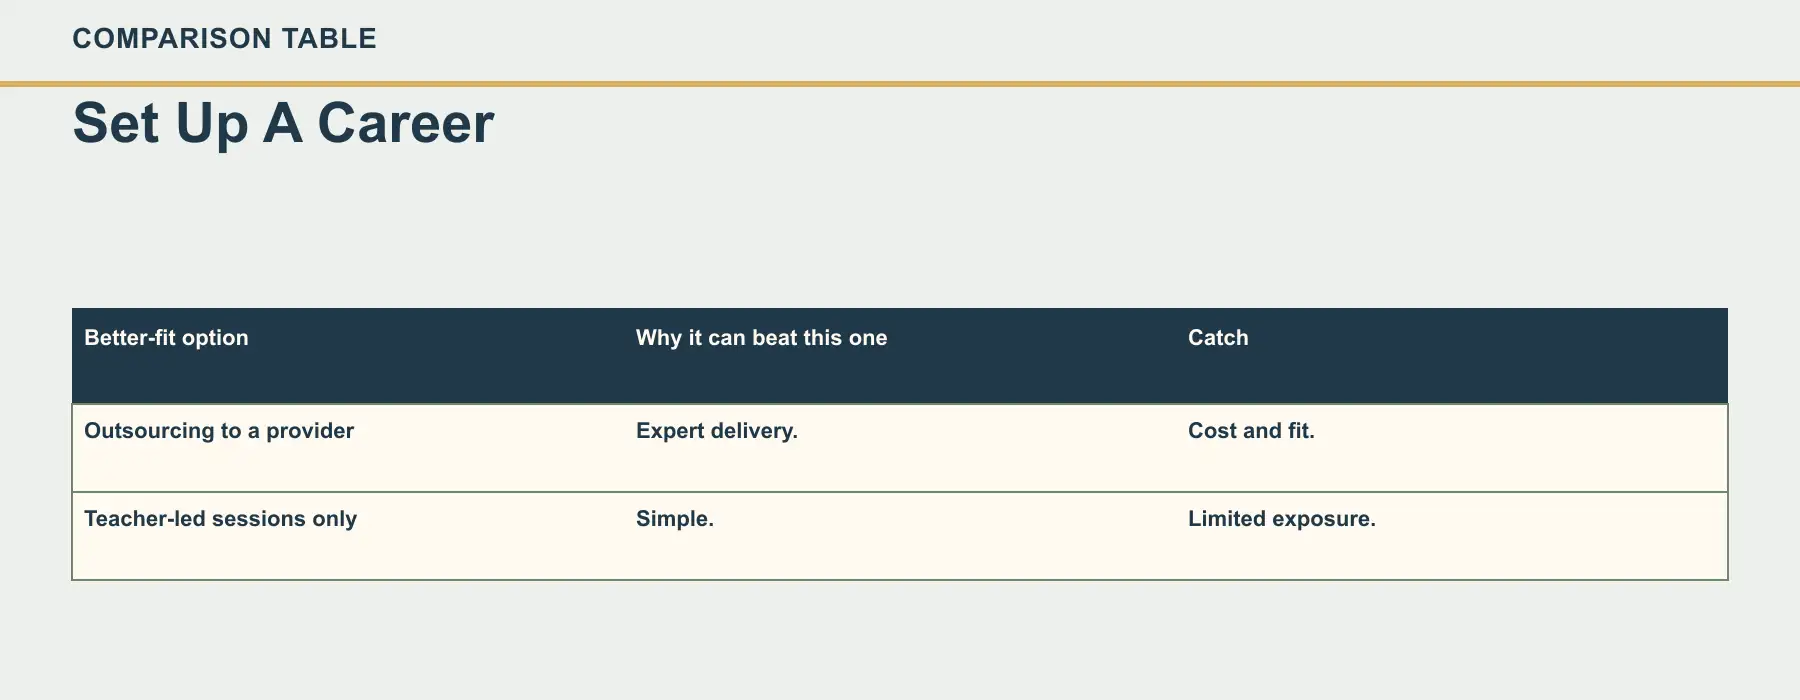 COMPARISON TABLE
Set Up A Career
Better-fit option Why it can beat this one Catch
Outsourcing to a provider Expert delivery. Cost and fit.
Teacher-led sessions only Simple. Limited exposure.